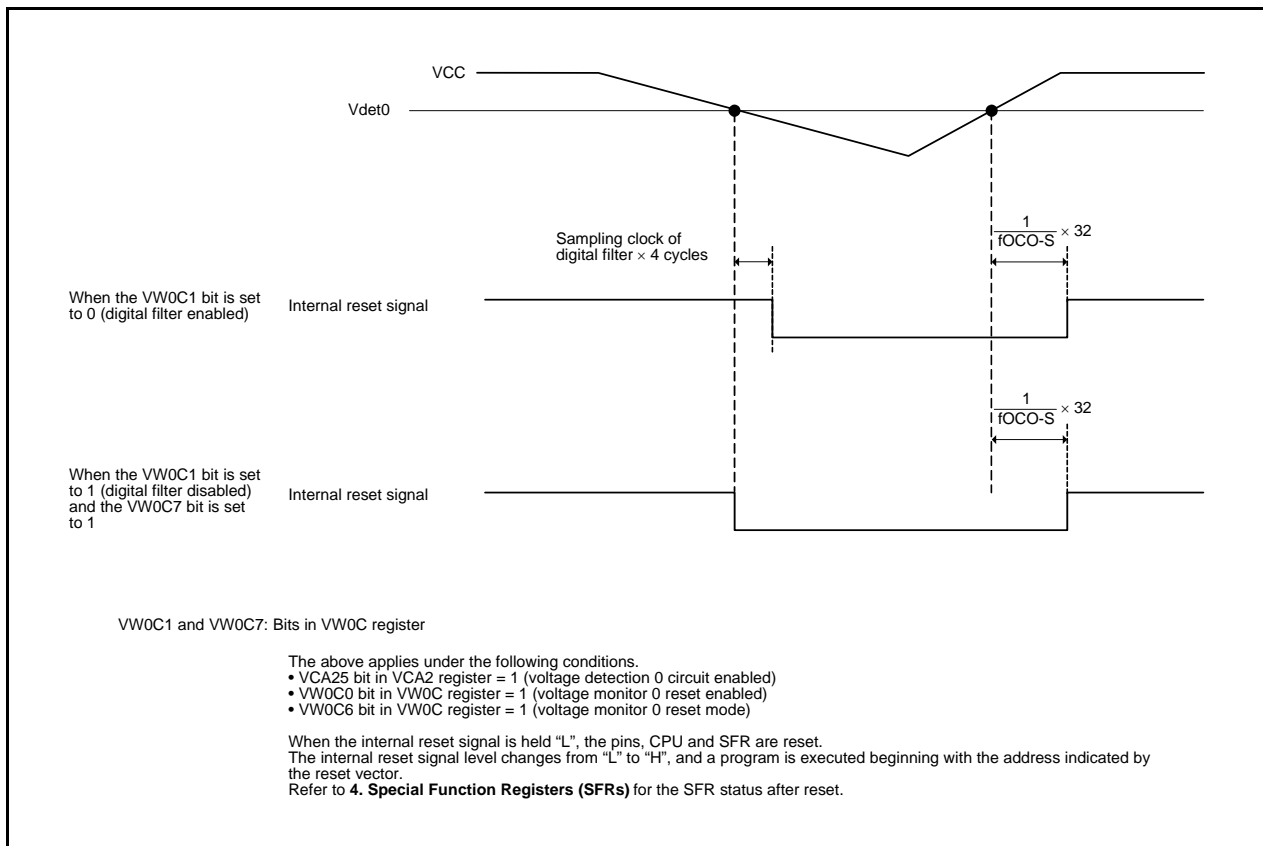 VCC
Vdet0
Sampling clock of
digital filter × 4 cycles
1
fOCO-S
× 32
When the VW0C1 bit is set
to 0 (digital filter enabled)
Internal reset signal
1
fOCO-S
× 32
When the VW0C1 bit is set
to 1 (digital filter disabled)
and the VW0C7 bit is set
to 1
Internal reset signal
VW0C1 and VW0C7: Bits in VW0C register
The above applies under the following conditions.
• VCA25 bit in VCA2 register = 1 (voltage detection 0 circuit enabled)
• VW0C0 bit in VW0C register = 1 (voltage monitor 0 reset enabled)
• VW0C6 bit in VW0C register = 1 (voltage monitor 0 reset mode)
When the internal reset signal is held “L”, the pins, CPU and SFR are reset.
The internal reset signal level changes from “L” to “H”, and a program is executed beginning with the address indicated by
the reset vector.
Refer to 4. Special Function Registers (SFRs) for the SFR status after reset.